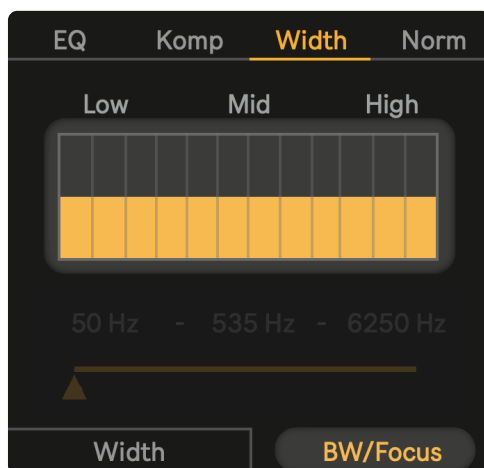 EQ Komp Width Norm
Low Mid High
50 Hz - 535 Hz - 6250 Hz
Width BW/Focus